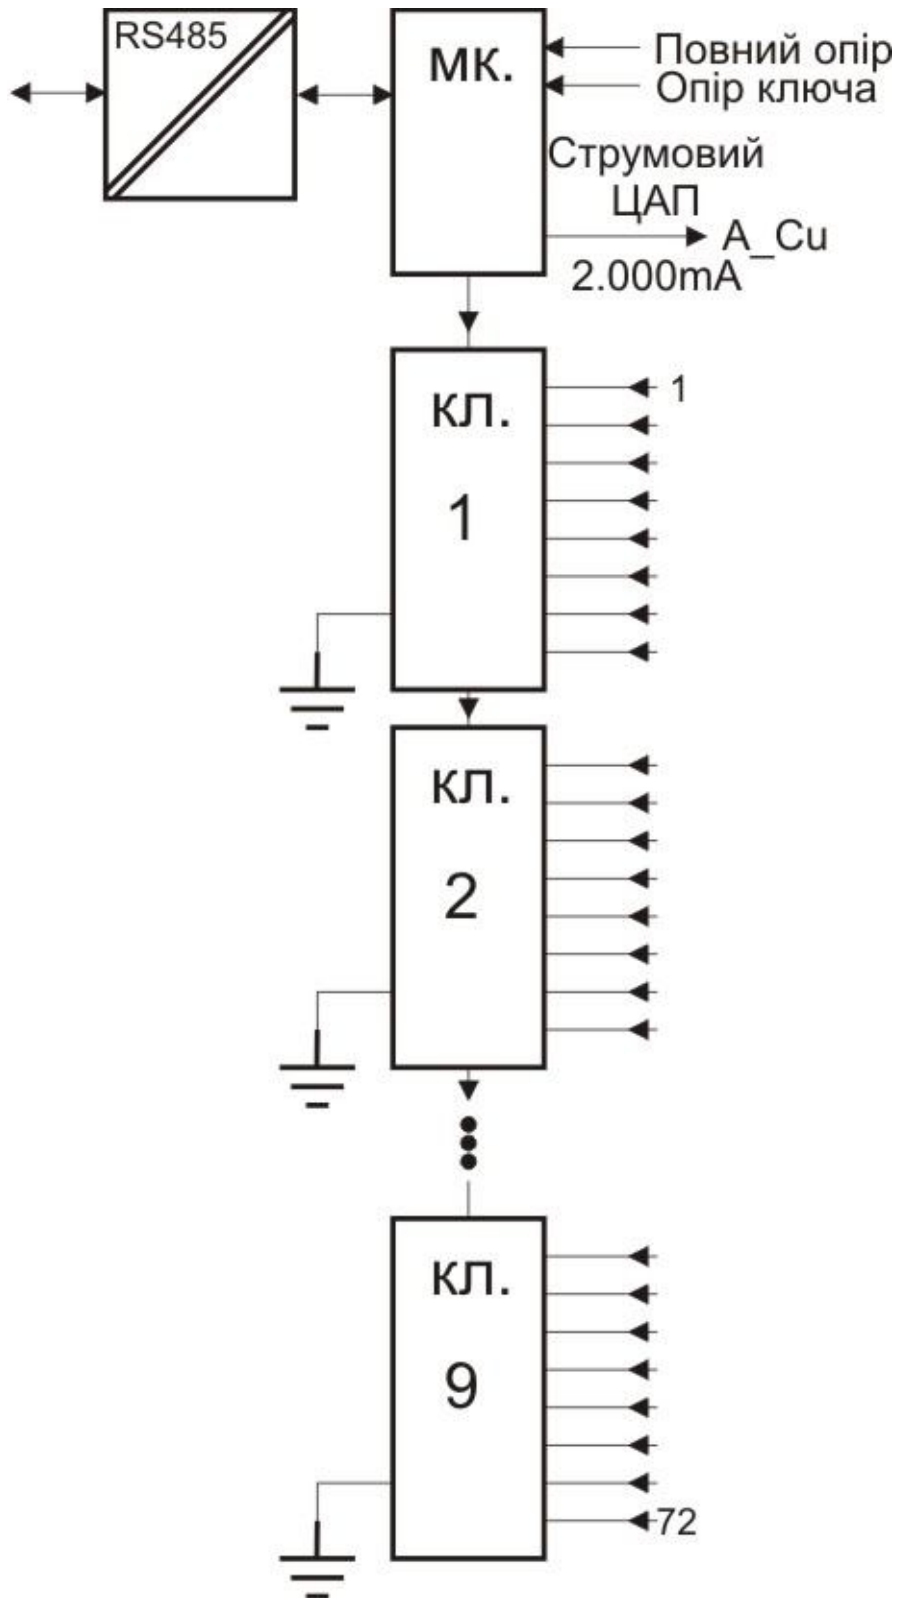 RS485
мк.
Повний опір
Опір ключа
Струмовий
ЦАП
A_Cu
2.000mA
кл.
1
1
кл.
2
кл.
9
72